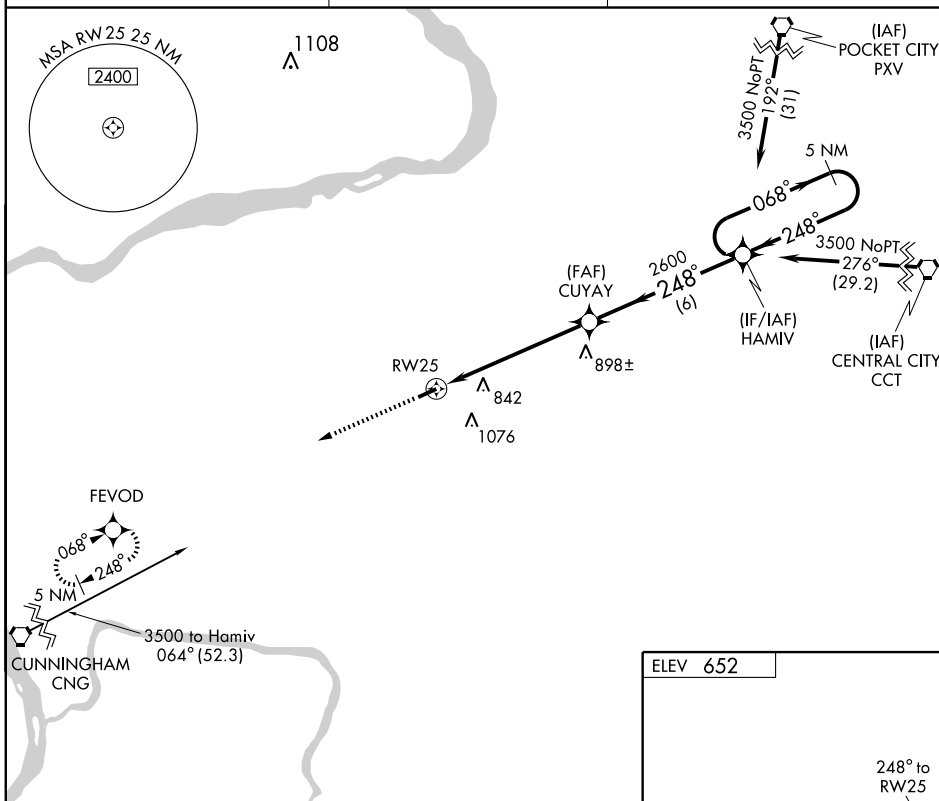 MSA RW25 25 NM
2400
1108
(IAF)
POCKET CITY
PXV
3500 NoPT
192°
(31)
5 NM
068°
248°
3500 NoPT
276°
(29.2)
2600
248°
(6)
(FAF)
CUYAY
(IF/IAF)
HAMIV
(IAF)
CENTRAL CITY
CCT
898±
RW25
842
1076
FEVOD
068°
248°
5 NM
3500 to Hamiv
064° (52.3)
CUNNINGHAM
CNG
ELEV 652
248° to
RW25